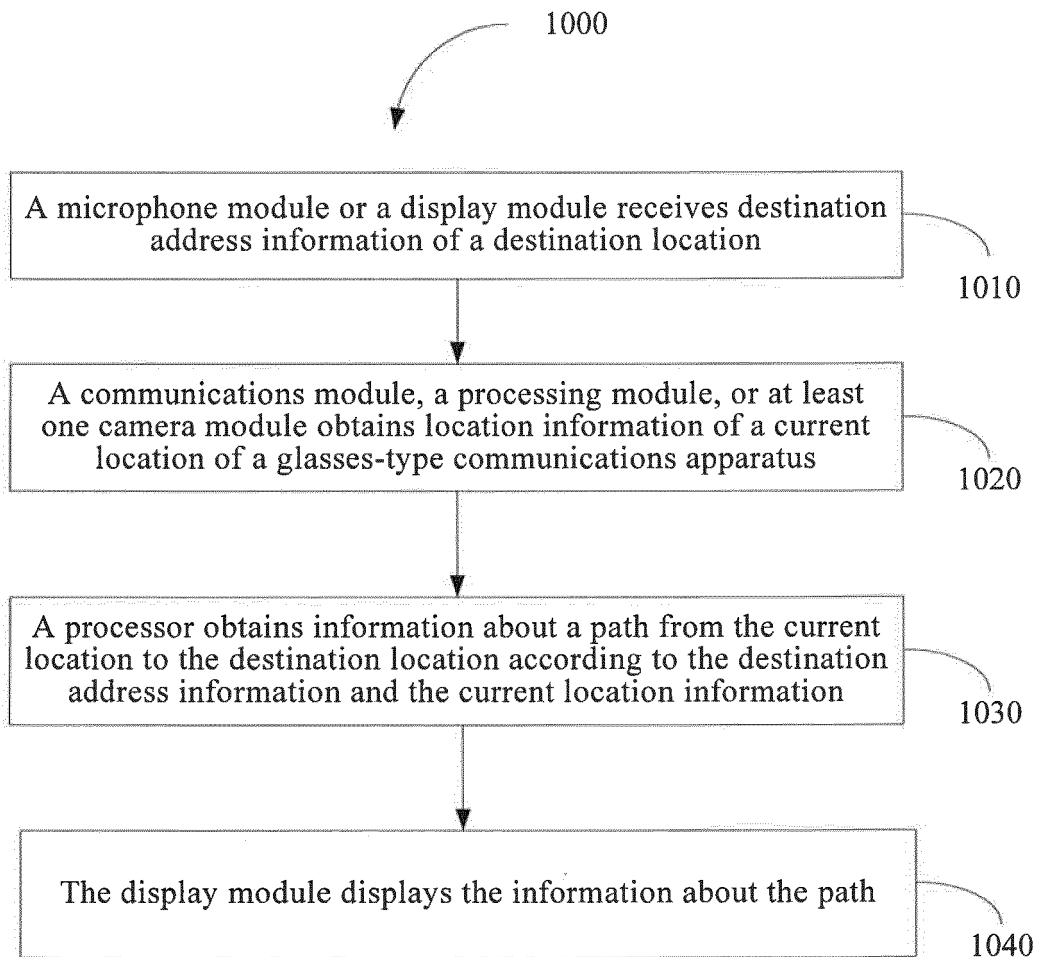 1000
A microphone module or a display module receives destination
address information of a destination location
1010
A communications module, a processing module, or at least
one camera module obtains location information of a current
location of a glasses-type communications apparatus
1020
A processor obtains information about a path from the current
location to the destination location according to the destination
address information and the current location information
1030
The display module displays the information about the path
1040